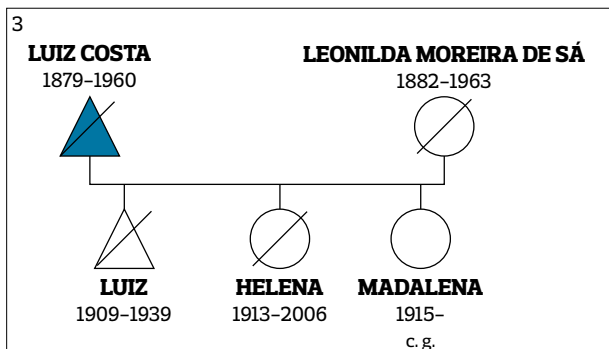 3
LUIZ COSTA
1879–1960
LEONILDA MOREIRA DE SÁ
1882–1963
LUIZ
1909–1939
HELENA
1913–2006
MADALENA
1915–
c. g.